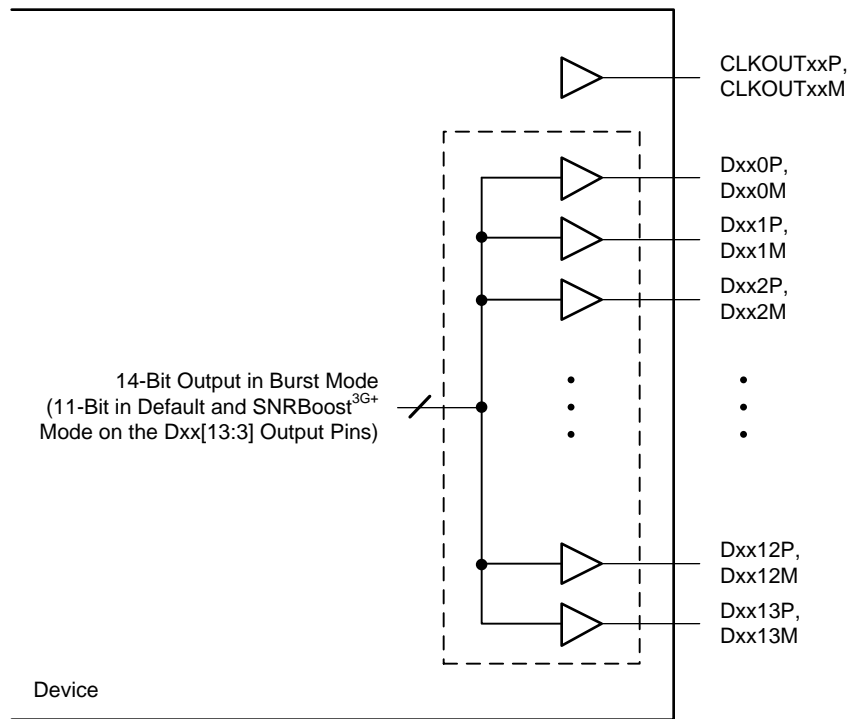 CLKOUTxxP,
CLKOUTxxM
Dxx0P,
Dxx0M
Dxx1P,
Dxx1M
Dxx2P,
Dxx2M
14-Bit Output in Burst Mode
(11-Bit in Default and SNRBoost3G+
Mode on the Dxx[13:3] Output Pins)
Dxx12P,
Dxx12M
Dxx13P,
Dxx13M
Device